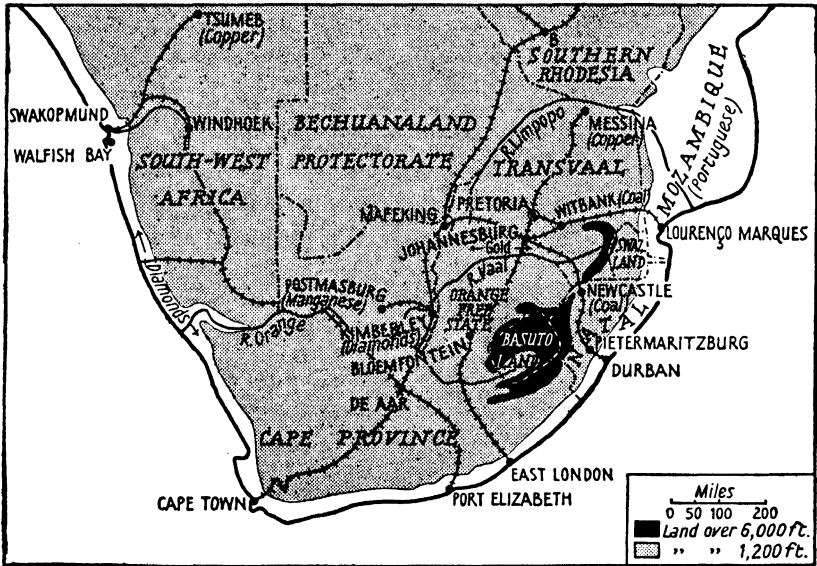 TSUMEB
(Copper)
B
SOUTHERN
RHODESIA
SWAKOPMUND
WALFISH BAY
WINDHOEK
SOUTH-WEST
AFRICA
BECHUANALAND
PROTECTORATE
R. Limpopo
MESSINA
(Copper)
TRANSVAAL
MOZAMBIQUE
(Portuguese)
MAFEKING
PRETORIA
WITBANK (Coal)
JOHANNESBURG
Gold
LOURENÇO MARQUES
SWAZI
LAND
R. Vaal
Diamonds
POSTMASBURG
(Manganese)
NEWCASTLE
(Coal)
ORANGE
FREE
STATE
R. Orange
KIMBERLEY
(Diamonds)
BASUTO
LAND
NATAL
BLOEMFONTEIN
PIETERMARITZBURG
DURBAN
DE AAR
CAPE PROVINCE
EAST LONDON
CAPE TOWN
PORT ELIZABETH
Miles
0 50 100 200
Land over 6,000 ft.
" " 1,200 ft.